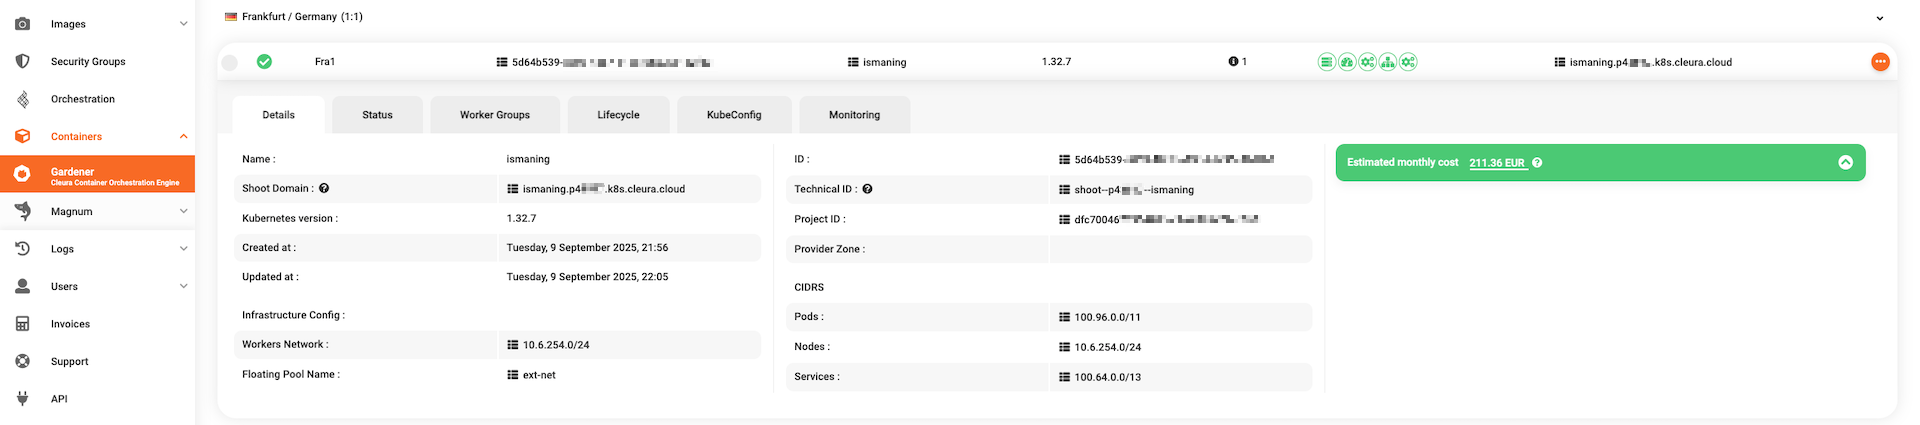 Images
Security Groups
Orchestration
Containers
Gardener
Cleura Container Orchestration Engine
Magnum
Logs
Users
Invoices
Support
API
Frankfurt / Germany (1:1)
Fra1
5d64b539-
ismaning
1.32.7
1
ismaning.p4 .k8s.cleura.cloud
Details
Status
Worker Groups
Lifecycle
KubeConfig
Monitoring
Name : ismaning
Shoot Domain : ismaning.p4 .k8s.cleura.cloud
Kubernetes version : 1.32.7
Created at : Tuesday, 9 September 2025, 21:56
Updated at : Tuesday, 9 September 2025, 22:05
Infrastructure Config :
Workers Network : 10.6.254.0/24
Floating Pool Name : ext-net
ID : 5d64b539-
Technical ID : shoot--p4 --ismaning
Project ID : dfc70046
Provider Zone :
CIDRS
Pods : 100.96.0.0/11
Nodes : 10.6.254.0/24
Services : 100.64.0.0/13
Estimated monthly cost 211.36 EUR